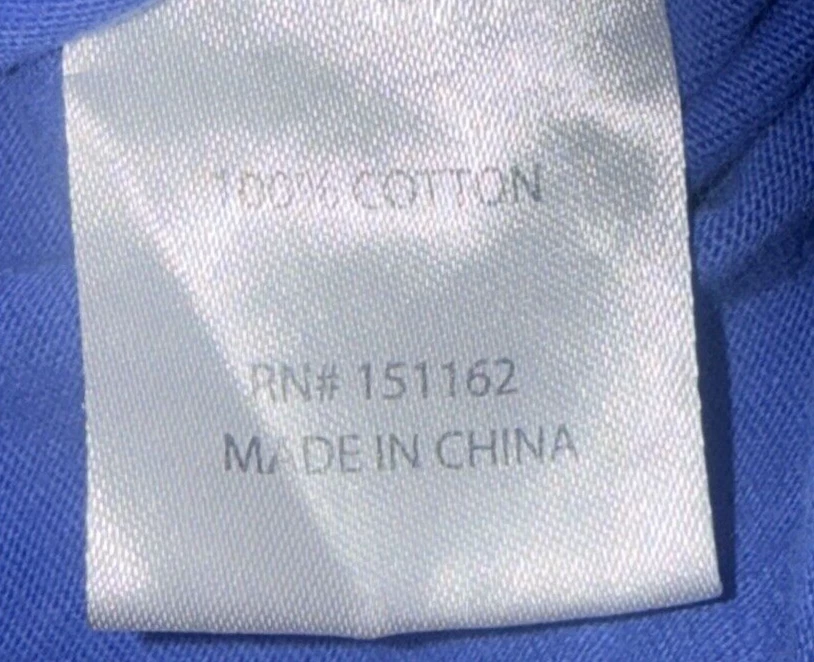 100% COTTON
RN# 151162
MADE IN CHINA